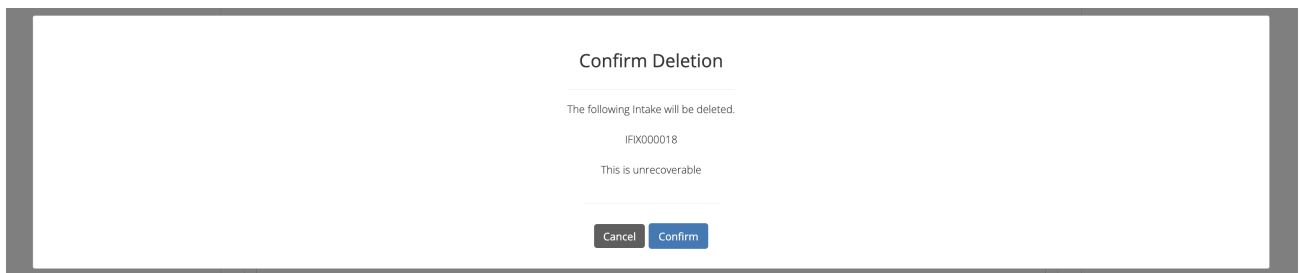 Confirm Deletion
The following Intake will be deleted.
IFIX000018
This is unrecoverable
Cancel Confirm